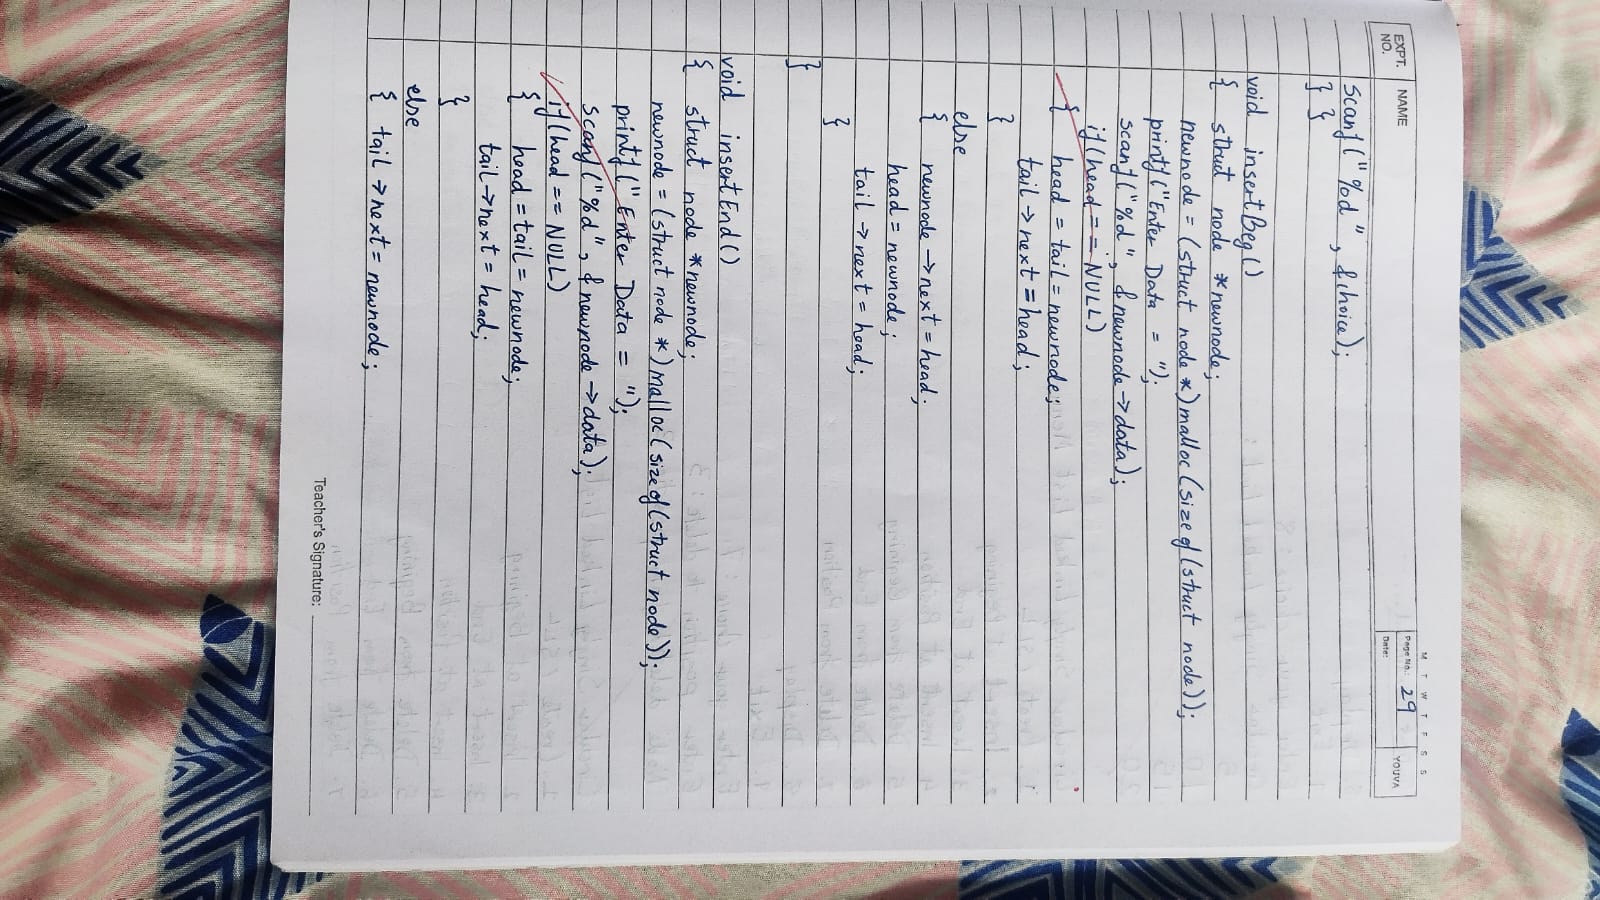 M T W T F S S
EXPT. NO.
NAME
Page No.: 29
Date:
YOUVA
scanf("%d", &choice);
} }
void insertBeg()
{ struct node *newnode;
newnode = (struct node *)malloc(sizeof(struct node));
printf("Enter Data = ");
scanf("%d", &newnode->data);
if(head == NULL)
{ head = tail = newnode;
tail->next = head;
}
else
{ newnode->next = head;
head = newnode;
tail->next = head;
}
}
void insertEnd()
{ struct node *newnode;
newnode = (struct node *)malloc(sizeof(struct node));
printf("Enter Data = ");
scanf("%d", &newnode->data);
if(head == NULL)
{ head = tail = newnode;
tail->next = head;
}
else
{ tail->next = newnode;
Teacher's Signature: